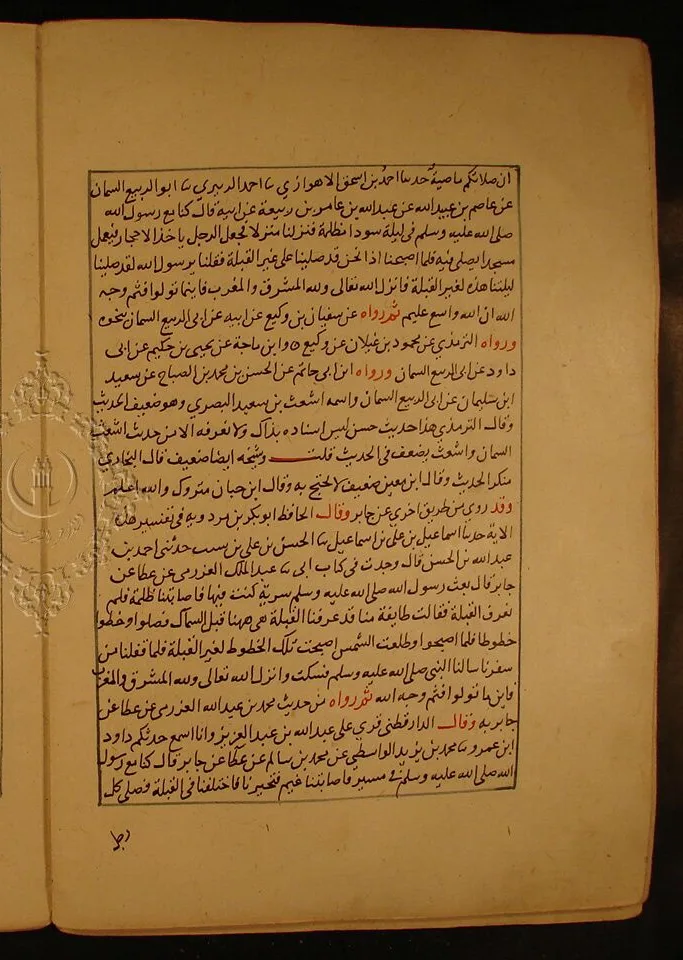 ان صلاتكم ماضية حدثنا احمد بن اسحق الاهوازي ثنا احمد الزبيري ثنا ابو الربيع السمان
عن عاصم بن عبيد الله عن عبد الله بن عامر بن ربيعة عن ابيه قال كنا مع رسول الله
صلى الله عليه وسلم في ليلة سودا مظلمة فنزلنا منزلا فجعل الرجل ياخذ الاحجار فيعمل
مسجدا يصلي فيه فلما اصبحنا اذا نحن قد صلينا على غير القبلة فقلنا يرسول الله لقد صلينا
ليلتنا هذه لغير القبلة فانزل الله تعالى ولله المشرق والمغرب فاينما تولوا فثم وجه
الله ان الله واسع عليم ثم رواه عن سفيان بن وكيع عن ابيه عن ابي الربيع السمان بنحوه
ورواه الترمذي عن محمود بن غيلان عن وكيع وابن ماجة عن يحيى بن حكيم عن ابي
داود عن ابي الربيع السمان ورواه ابن ابي حاتم عن الحسن بن محمد بن الصباح عن سعيد
ابن سليمان عن ابي الربيع السمان واسمه اشعث بن سعيد البصري وهو ضعيف الحديث
وقال الترمذي هذا حديث حسن ليس اسناده بذاك ولا نعرفه الا من حديث اشعث
السمان واشعث يضعف في الحديث قلت وشيخه ايضا ضعيف قال البخاري
منكر الحديث وقال ابن معين ضعيف لا يحتج به وقال ابن حبان متروك والله اعلم
وقد روي من طريق اخرى عن جابر وقال الحافظ ابو بكر بن مردويه في تفسير هذه
الاية حدثنا اسماعيل بن علي بن اسماعيل ثنا الحسن بن علي بن شبيب حدثني احمد بن
عبد الله بن الحسن قال وجدت في كتاب ابي ثنا عبد الملك العزرمي عن عطا عن
جابر قال بعث رسول الله صلى الله عليه وسلم سرية كنت فيها فاصابتنا ظلمة فلم
نعرف القبلة فقالت طايفة منا قد عرفنا القبلة هي ههنا قبل السماك فصلوا وخطوا
خطوطا فلما اصبحوا وطلعت الشمس اصبحت تلك الخطوط لغير القبلة فلما قفلنا من
سفرنا سالنا النبي صلى الله عليه وسلم فسكت وانزل الله تعالى ولله المشرق والمغرب
فاين ما تولوا فثم وجه الله ثم رواه من حديث محمد بن عبيد الله العزرمي عن عطا عن
جابر به وقال الدارقطني قري على عبد الله بن عبد العزيز وانا اسمع حدثكم داود
ابن عمرو ثنا محمد بن يزيد الواسطي عن محمد بن سالم عن عطا عن جابر قال كنا مع رسول
الله صلى الله عليه وسلم في مسير فاصابتنا غيم فتحيرنا فاختلفنا في القبلة فصلى كل